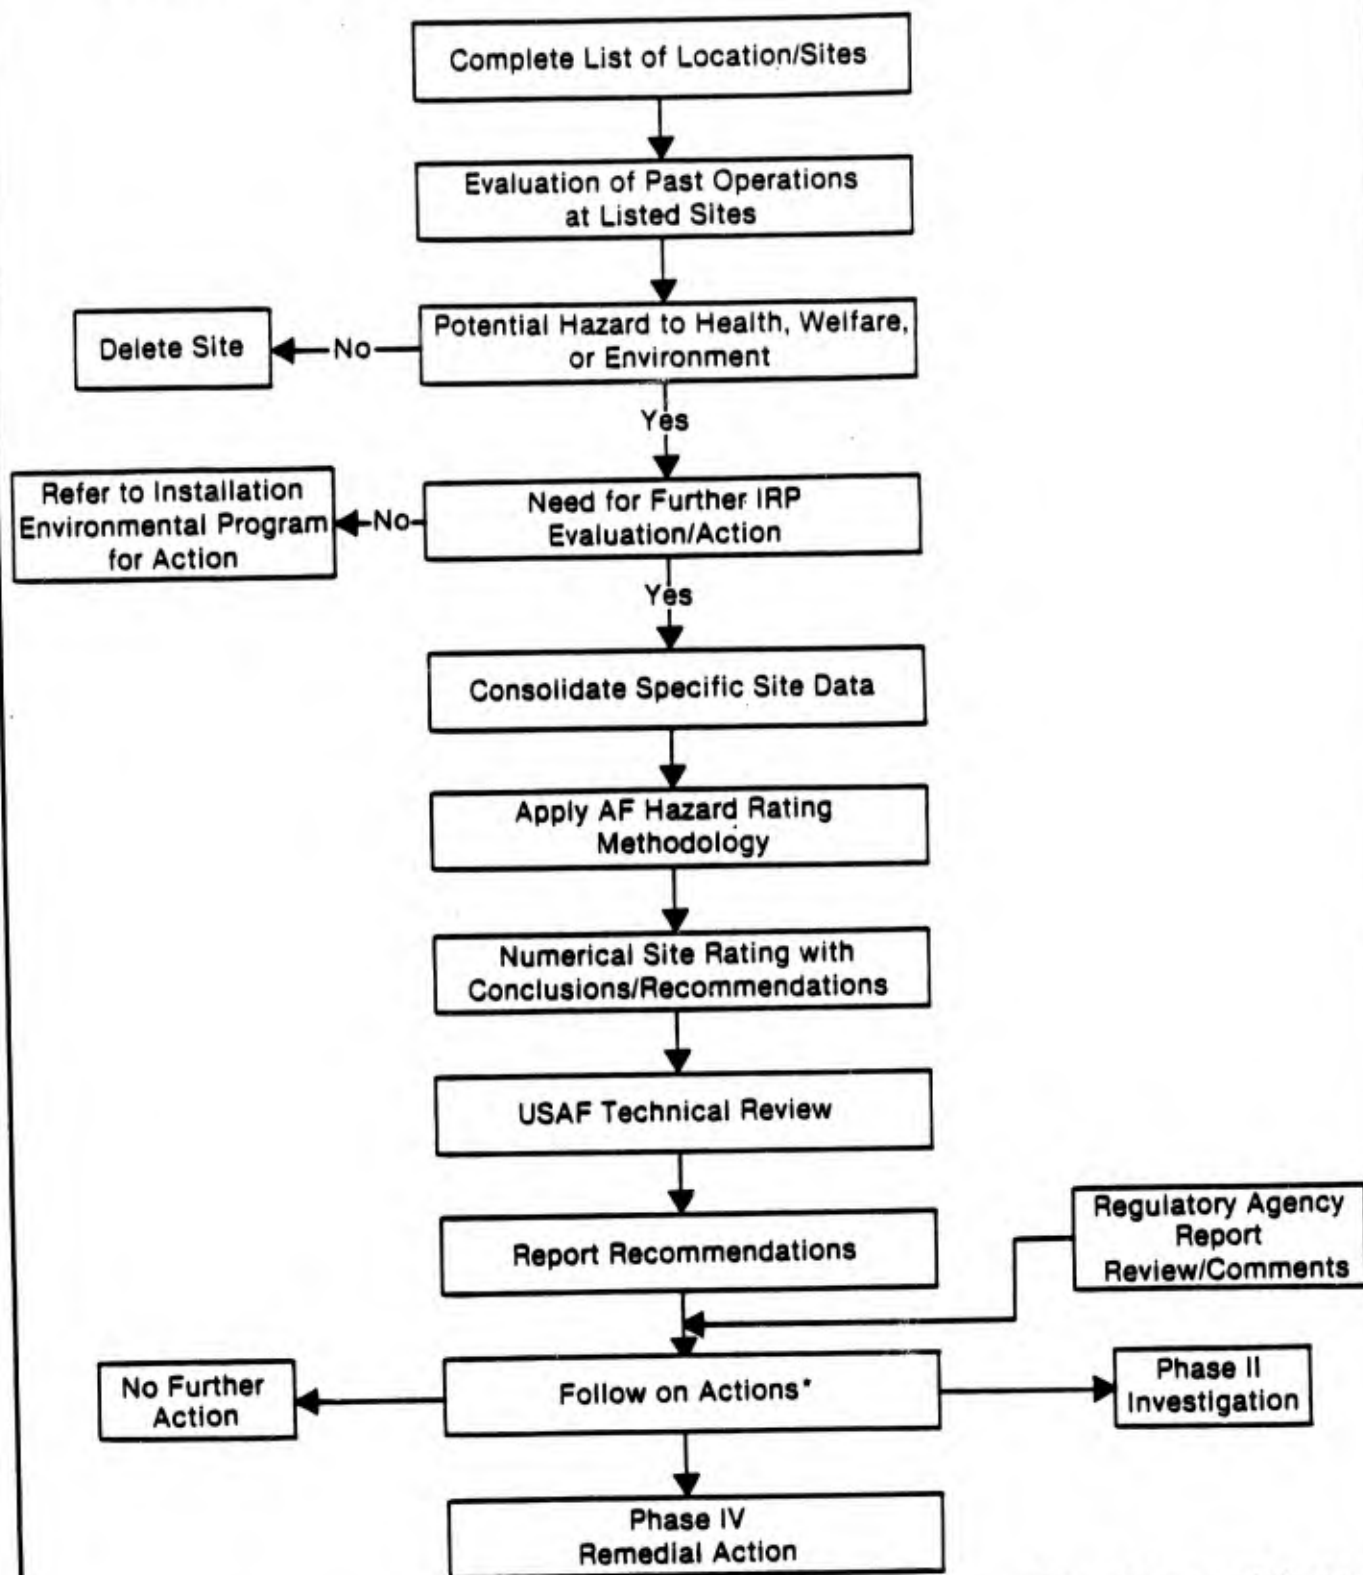 Complete List of Location/Sites
Evaluation of Past Operations
at Listed Sites
Potential Hazard to Health, Welfare,
or Environment
No
Delete Site
Yes
Need for Further IRP
Evaluation/Action
No
Refer to Installation
Environmental Program
for Action
Yes
Consolidate Specific Site Data
Apply AF Hazard Rating
Methodology
Numerical Site Rating with
Conclusions/Recommendations
USAF Technical Review
Report Recommendations
Regulatory Agency
Report
Review/Comments
Follow on Actions*
No Further
Action
Phase II
Investigation
Phase IV
Remedial Action